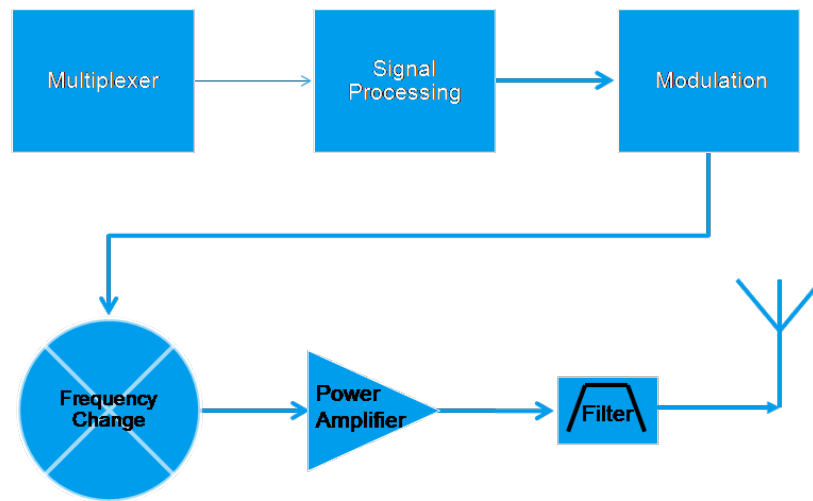 Multiplexer
Signal
Processing
Modulation
Frequency
Change
Power
Amplifier
Filter